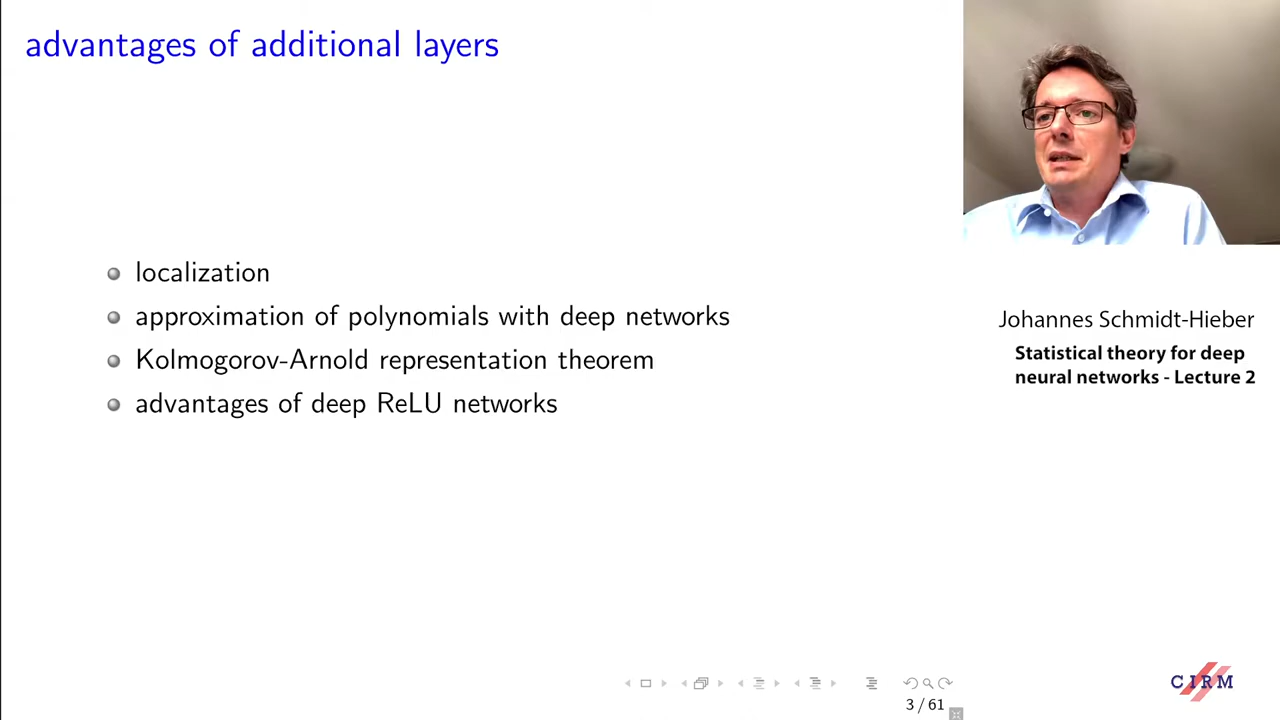 advantages of additional layers
localization
approximation of polynomials with deep networks
Kolmogorov-Arnold representation theorem
advantages of deep ReLU networks
Johannes Schmidt-Hieber
Statistical theory for deep
neural networks - Lecture 2
CIRM
3 / 61